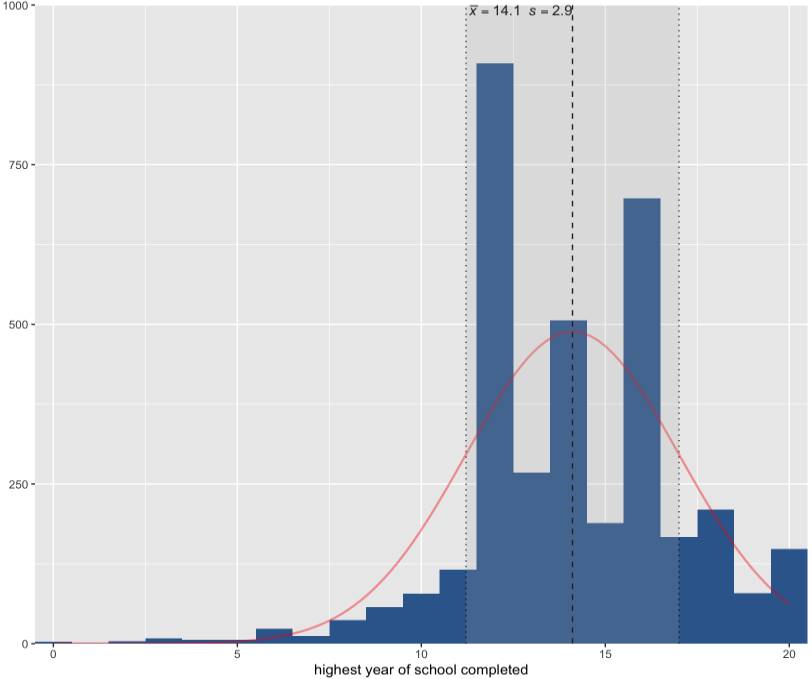 1000
x̄ = 14.1 s = 2.9
750
500
250
0
0 5 10 15 20
highest year of school completed